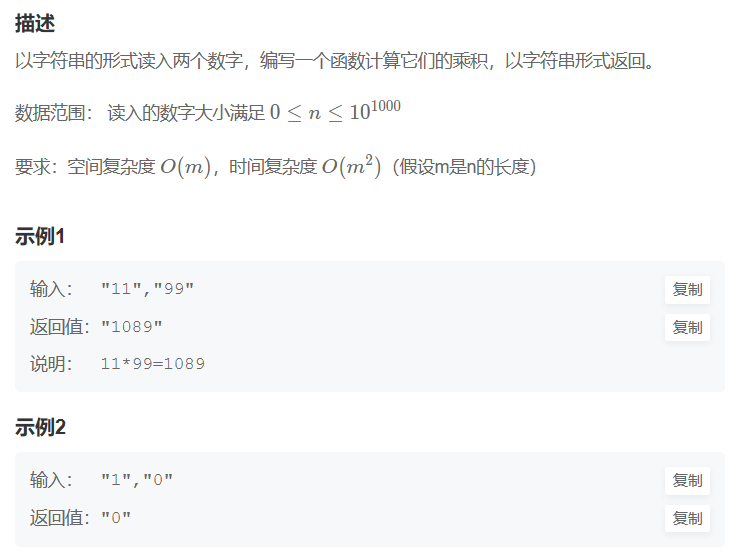 描述
以字符串的形式读入两个数字，编写一个函数计算它们的乘积，以字符串形式返回。
数据范围： 读入的数字大小满足 0 ≤ n ≤ 10^1000
要求：空间复杂度 O(m)，时间复杂度 O(m^2)（假设m是n的长度）
示例1
输入： "11","99" 复制
返回值： "1089" 复制
说明： 11*99=1089
示例2
输入： "1","0" 复制
返回值： "0" 复制